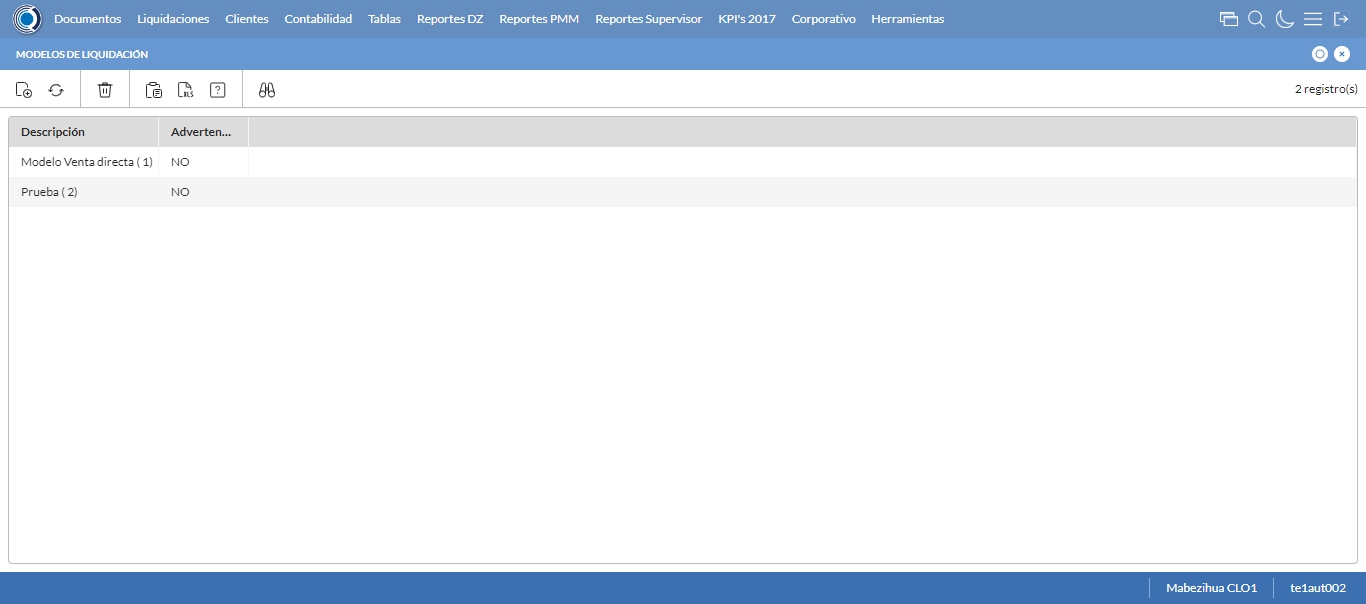 Documentos Liquidaciones Clientes Contabilidad Tablas Reportes DZ Reportes PMM Reportes Supervisor KPI's 2017 Corporativo Herramientas
MODELOS DE LIQUIDACIÓN
XLS ? 2 registro(s)
Descripción Adverten...
Modelo Venta directa ( 1) NO
Prueba ( 2) NO
Mabezihua CLO1 te1aut002